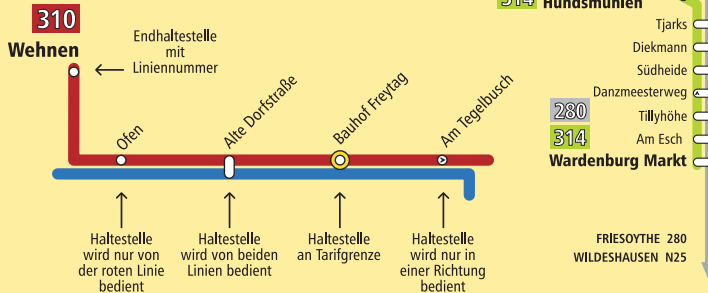 310
Wehnen
Endhaltestelle
mit
Liniennummer
Ofen
Alte Dorfstraße
Bauhof Freytag
Am Tegelbusch
Haltestelle
wird nur von
der roten Linie
bedient
Haltestelle
wird von beiden
Linien bedient
Haltestelle
an Tarifgrenze
Haltestelle
wird nur in
einer Richtung
bedient
314 Hundsmühlen
Tjarks
Diekmann
Südheide
Danzmeesterweg
280 Tillyhöhe
314 Am Esch
Wardenburg Markt
FRIESOYTHE 280
WILDESHAUSEN N25